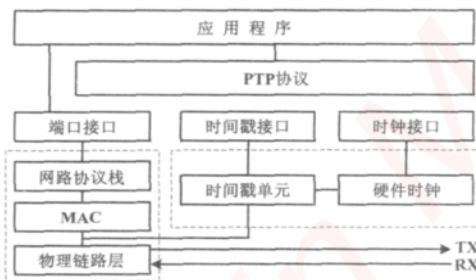 应用程序
PTP协议
端口接口
时间戳接口
时钟接口
网路协议栈
时间戳单元
硬件时钟
MAC
物理链路层
TX
RX